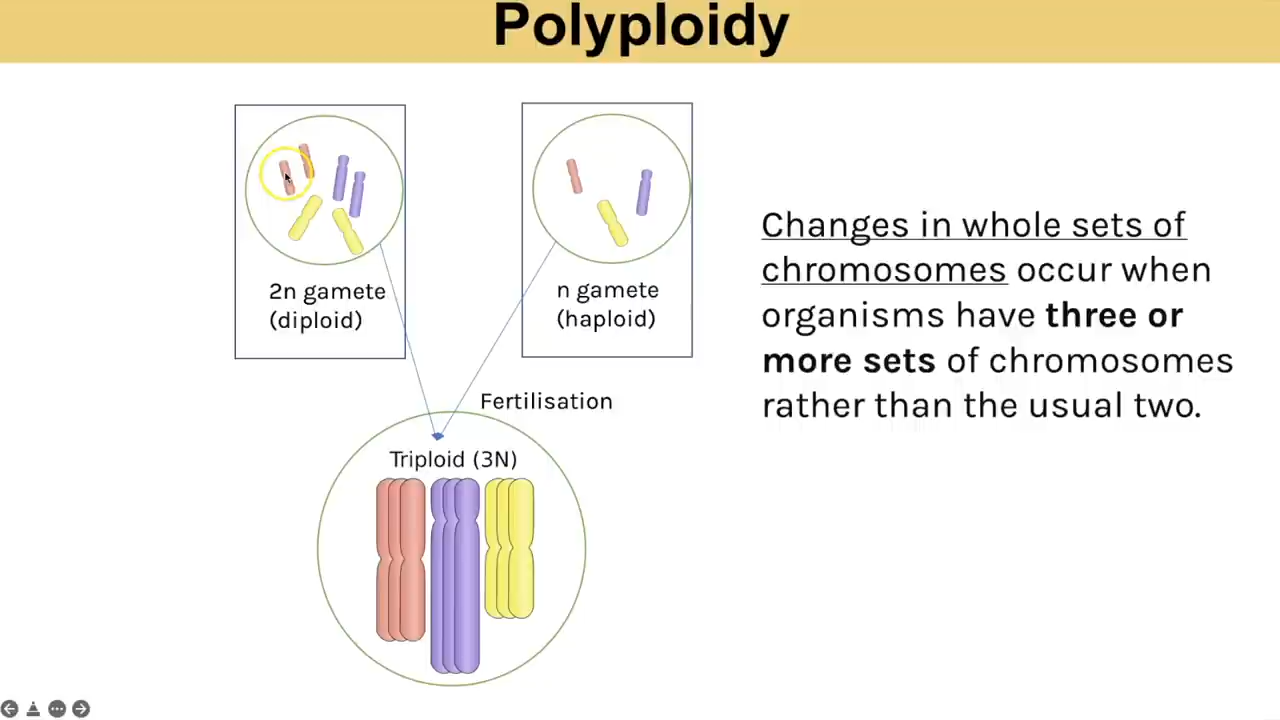 Polyploidy
2n gamete
(diploid)
n gamete
(haploid)
Fertilisation
Triploid (3N)
Changes in whole sets of
chromosomes occur when
organisms have three or
more sets of chromosomes
rather than the usual two.